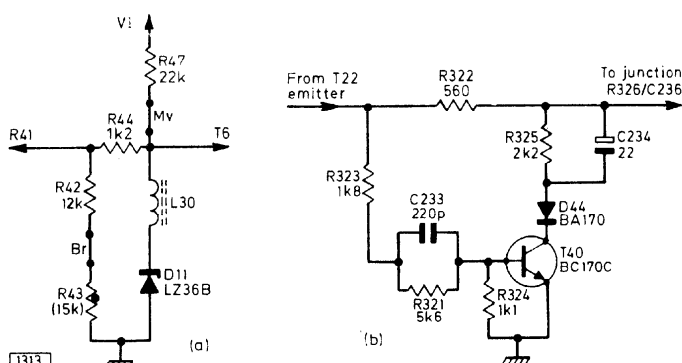 V1
R47
22k
Mv
R44
1k2
R41
T6
R42
12k
L30
Br
D11
LZ36B
R43
(15k)
1313
(a)
From T22
emitter
R322
560
To junction
R326/C236
R325
2k2
C234
22
R323
1k8
C233
220p
D44
BA170
T40
BC170C
R321
5k6
R324
1k1
(b)